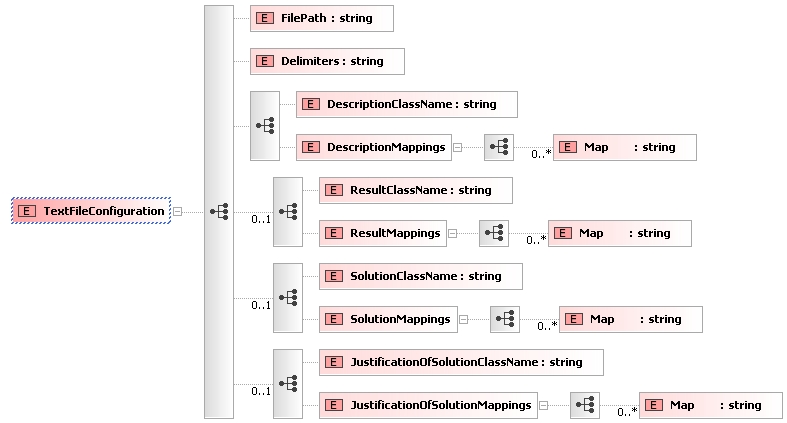 E FilePath : string
E Delimiters : string
E DescriptionClassName : string
E DescriptionMappings 0..* E Map : string
E ResultClassName : string
E TextFileConfiguration 0..1
E ResultMappings 0..* E Map : string
E SolutionClassName : string
0..1
E SolutionMappings 0..* E Map : string
E JustificationOfSolutionClassName : string
0..1
E JustificationOfSolutionMappings 0..* E Map : string